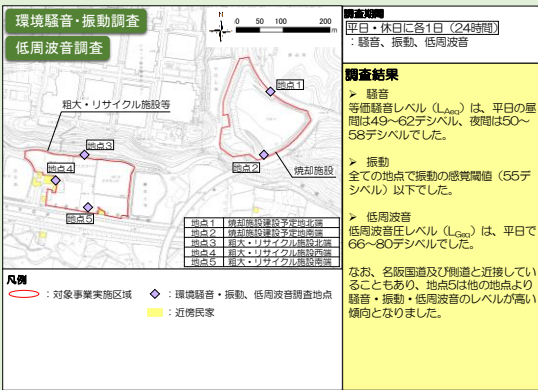 環境騒音・振動調査
低周波音調査
N
0 50 100 200
m
地点1
粗大・リサイクル施設等
地点3
地点4
地点2
焼却施設
地点5
地点1 焼却施設建設予定地北端
地点2 焼却施設建設予定地南端
地点3 粗大・リサイクル施設北端
地点4 粗大・リサイクル施設西端
地点5 粗大・リサイクル施設南端
凡例
：対象事業実施区域 ：環境騒音・振動、低周波音調査地点
：近傍民家
調査期間
平日・休日に各1日（24時間）
：騒音、振動、低周波音
調査結果
➢ 騒音
等価騒音レベル（LAeq）は、平日の昼
間は49～62デシベル、夜間は50～
58デシベルでした。
➢ 振動
全ての地点で振動の感覚閾値（55デ
シベル）以下でした。
➢ 低周波音
低周波音圧レベル（LGeq）は、平日で
66～80デシベルでした。
なお、名阪国道及び側道と近接してい
ることもあり、地点5は他の地点より
騒音・振動・低周波音のレベルが高い
傾向となりました。